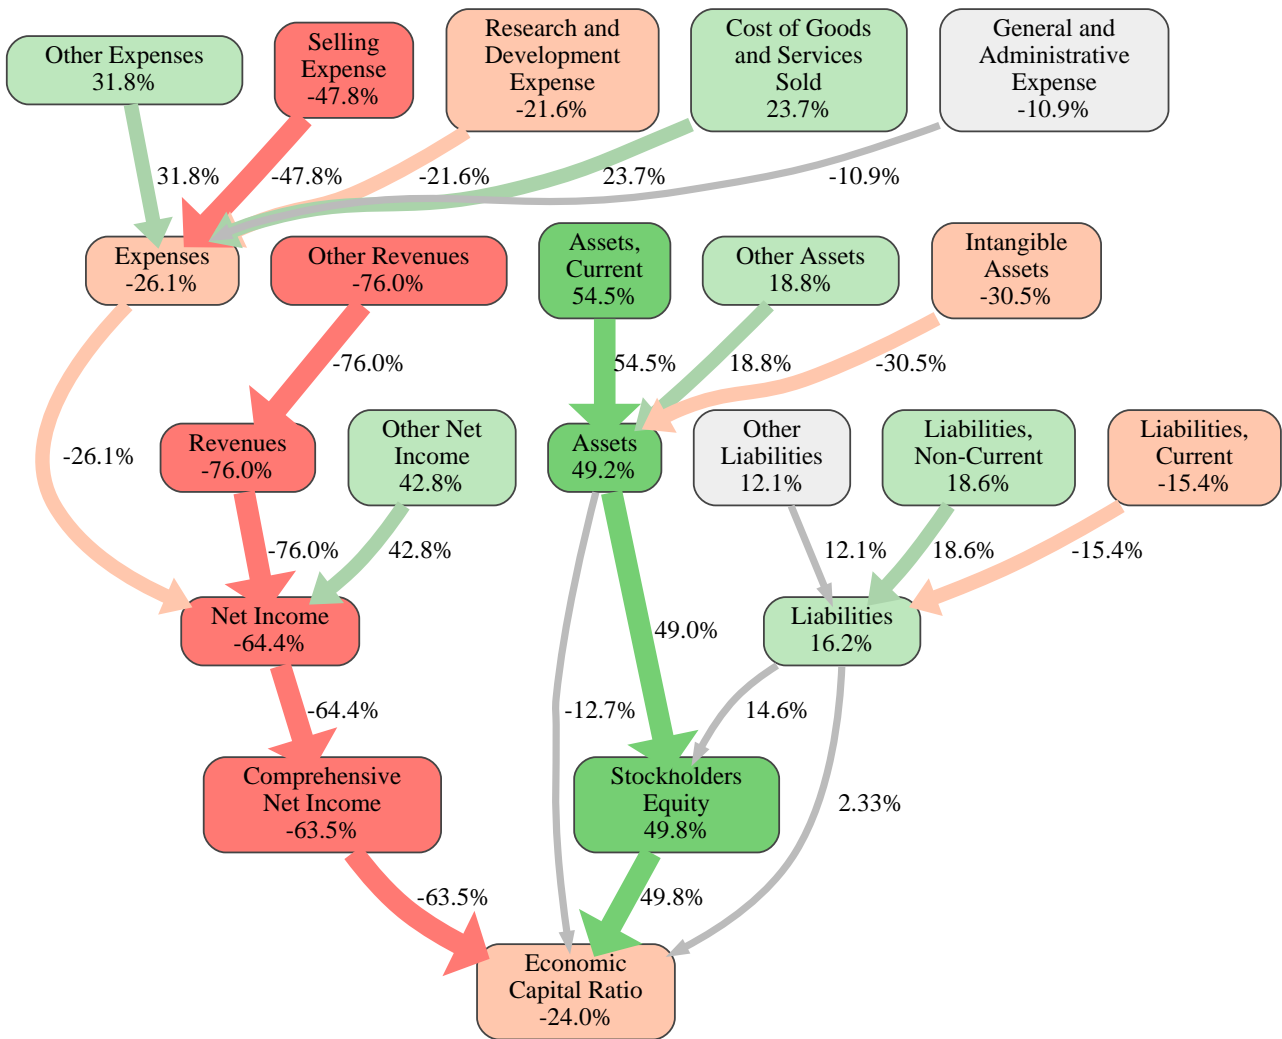 Other Expenses
31.8%
Selling
Expense
-47.8%
Research and
Development
Expense
-21.6%
Cost of Goods
and Services
Sold
23.7%
General and
Administrative
Expense
-10.9%
31.8%
-47.8%
-21.6%
23.7%
-10.9%
Expenses
-26.1%
Other Revenues
-76.0%
Assets,
Current
54.5%
Other Assets
18.8%
Intangible
Assets
-30.5%
-76.0%
54.5%
18.8%
-30.5%
-26.1%
Revenues
-76.0%
Other Net
Income
42.8%
Assets
49.2%
Other
Liabilities
12.1%
Liabilities,
Non-Current
18.6%
Liabilities,
Current
-15.4%
-76.0%
42.8%
12.1%
18.6%
-15.4%
Net Income
-64.4%
49.0%
Liabilities
16.2%
-64.4%
-12.7%
14.6%
Comprehensive
Net Income
-63.5%
Stockholders
Equity
49.8%
2.33%
-63.5%
49.8%
Economic
Capital Ratio
-24.0%